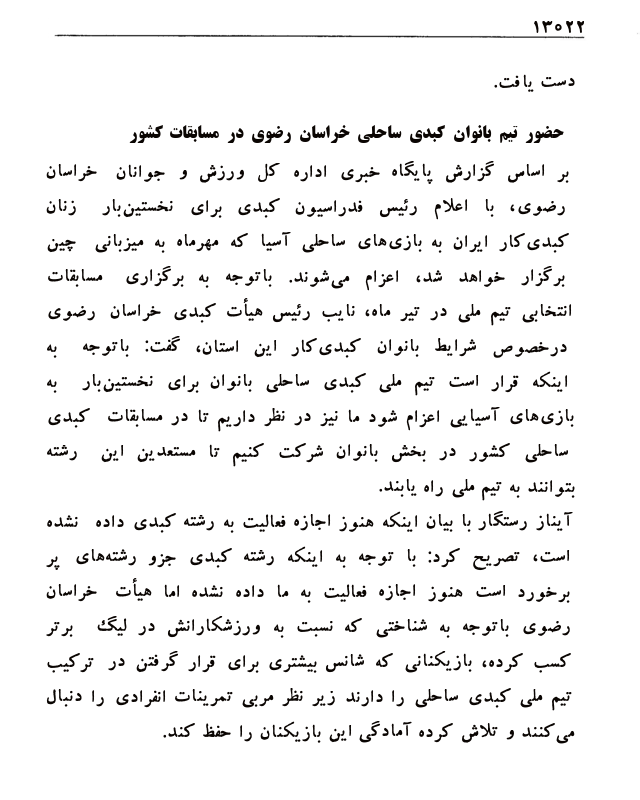 ۱۳۰۲۲
دست یافت.
حضور تیم بانوان کبدی ساحلی خراسان رضوی در مسابقات کشور
بر اساس گزارش پایگاه خبری اداره کل ورزش و جوانان خراسان
رضوی، با اعلام رئیس فدراسیون کبدی برای نخستین‌بار زنان
کبدی‌کار ایران به بازی‌های ساحلی آسیا که مهرماه به میزبانی چین
برگزار خواهد شد، اعزام می‌شوند. باتوجه به برگزاری مسابقات
انتخابی تیم ملی در تیر ماه، نایب رئیس هیأت کبدی خراسان رضوی
درخصوص شرایط بانوان کبدی‌کار این استان، گفت: باتوجه به
اینکه قرار است تیم ملی کبدی ساحلی بانوان برای نخستین‌بار به
بازی‌های آسیایی اعزام شود ما نیز در نظر داریم تا در مسابقات کبدی
ساحلی کشور در بخش بانوان شرکت کنیم تا مستعدین این رشته
بتوانند به تیم ملی راه یابند.
آیناز رستگار با بیان اینکه هنوز اجازه فعالیت به رشته کبدی داده نشده
است، تصریح کرد: با توجه به اینکه رشته کبدی جزو رشته‌های پر
برخورد است هنوز اجازه فعالیت به ما داده نشده اما هیأت خراسان
رضوی باتوجه به شناختی که نسبت به ورزشکارانش در لیگ برتر
کسب کرده، بازیکنانی که شانس بیشتری برای قرار گرفتن در ترکیب
تیم ملی کبدی ساحلی را دارند زیر نظر مربی تمرینات انفرادی را دنبال
می‌کنند و تلاش کرده آمادگی این بازیکنان را حفظ کند.